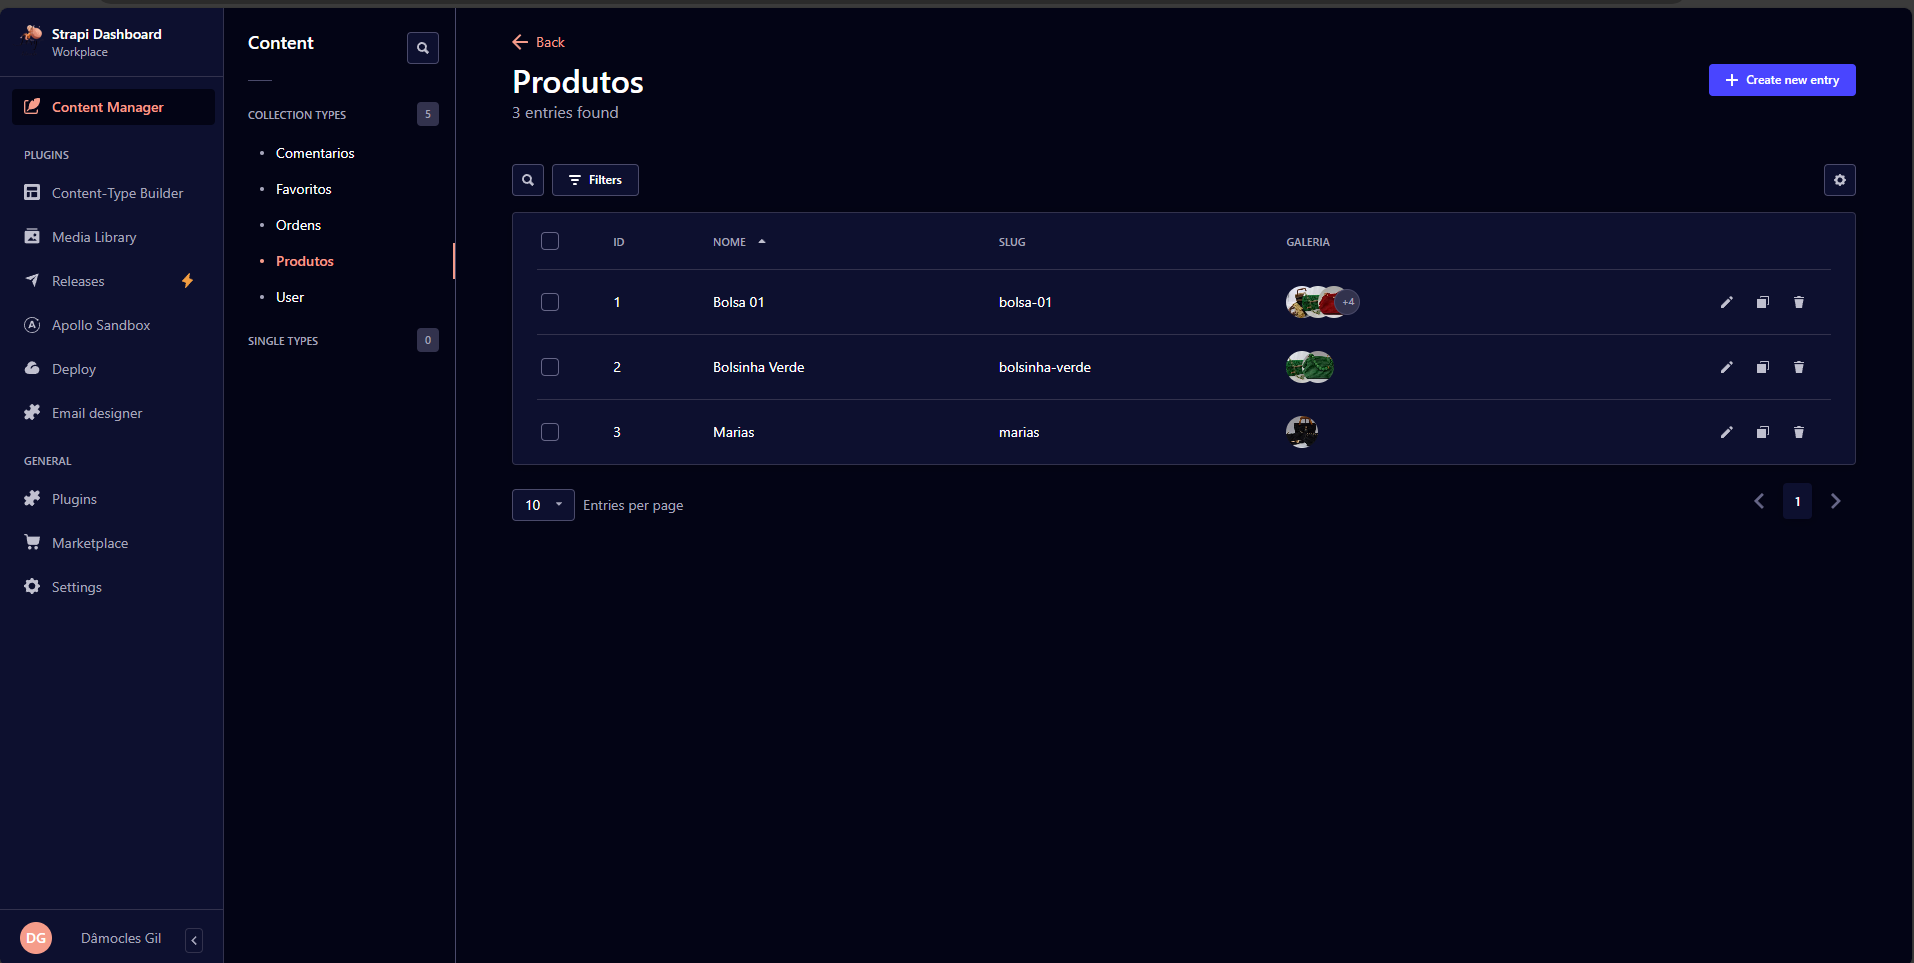 Strapi Dashboard
Workplace
Content Manager
PLUGINS
Content-Type Builder
Media Library
Releases
Apollo Sandbox
Deploy
Email designer
GENERAL
Plugins
Marketplace
Settings
DG
Dâmocles Gil
Content
COLLECTION TYPES 5
Comentarios
Favoritos
Ordens
Produtos
User
SINGLE TYPES 0
Back
Produtos
3 entries found
Create new entry
Filters
ID NOME SLUG GALERIA
1 Bolsa 01 bolsa-01 +4
2 Bolsinha Verde bolsinha-verde
3 Marias marias
10 Entries per page 1